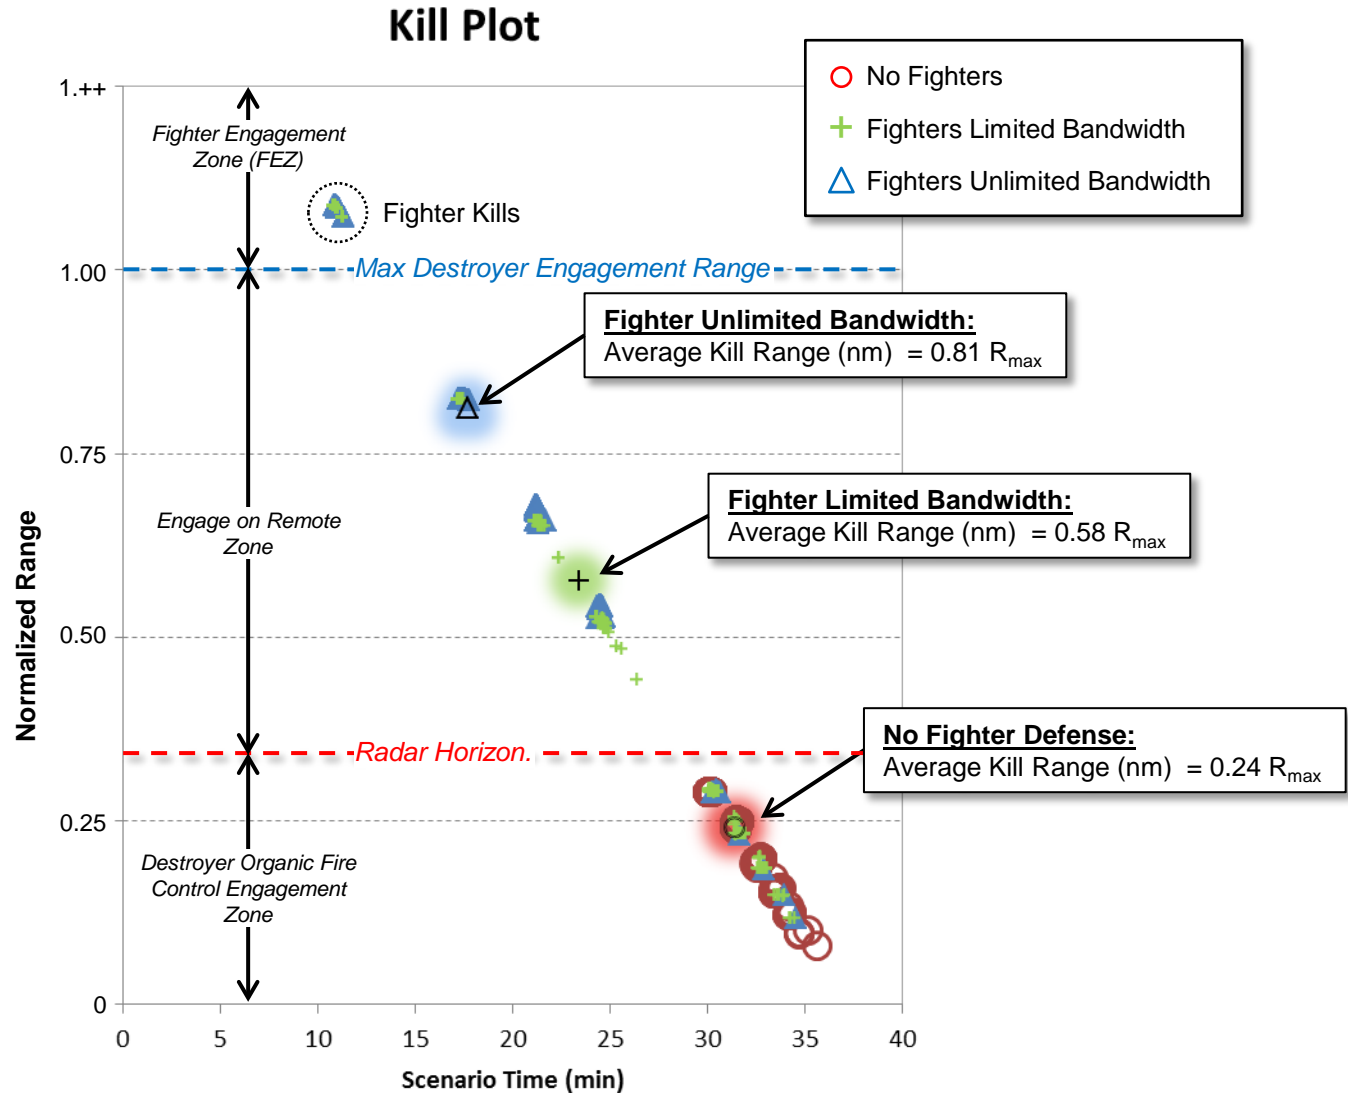 Kill Plot
No Fighters
Fighters Limited Bandwidth
Fighters Unlimited Bandwidth
1.++
Fighter Engagement
Zone (FEZ)
Fighter Kills
1.00
Max Destroyer Engagement Range
Fighter Unlimited Bandwidth:
Average Kill Range (nm) = 0.81 Rmax
0.75
Fighter Limited Bandwidth:
Average Kill Range (nm) = 0.58 Rmax
Engage on Remote
Zone
Normalized Range
0.50
No Fighter Defense:
Average Kill Range (nm) = 0.24 Rmax
Radar Horizon.
0.25
Destroyer Organic Fire
Control Engagement
Zone
0
0 5 10 15 20 25 30 35 40
Scenario Time (min)